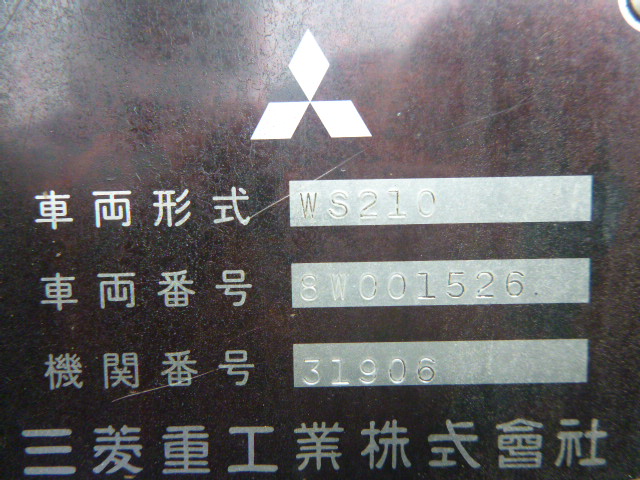 車両形式 WS210
車両番号 8W001526.
機関番号 31906
三菱重工業株式會社